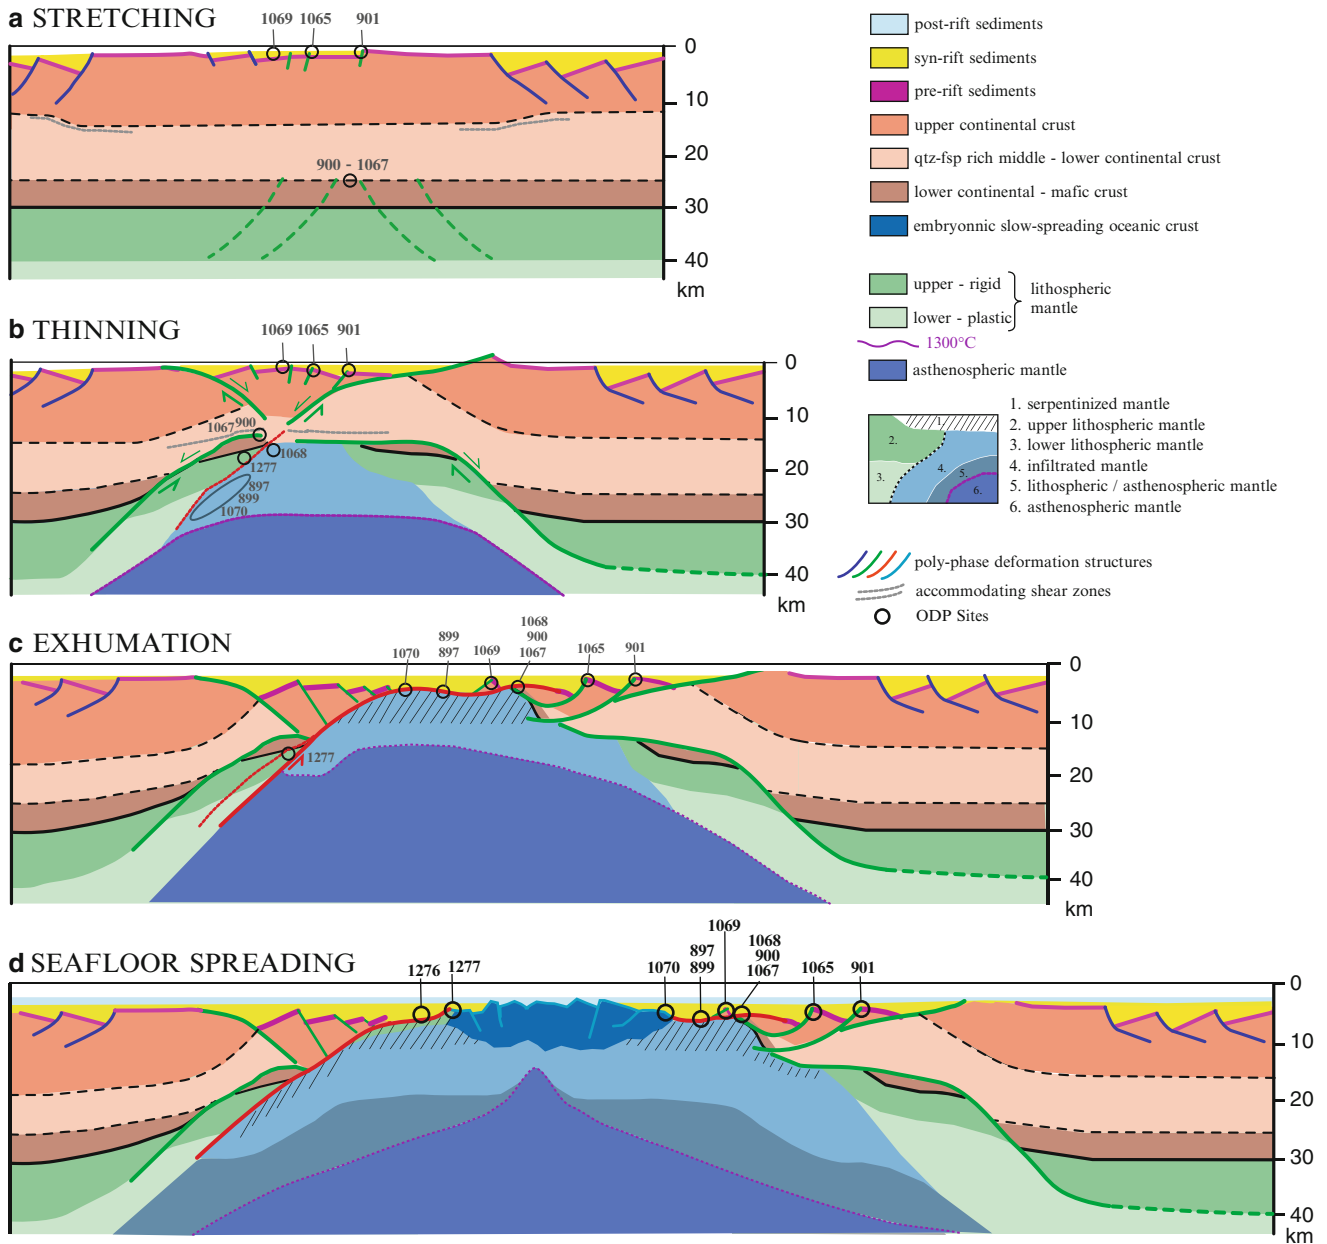 a STRETCHING
1069 1065 901
0
10
20
30
40
km
900 - 1067
b THINNING
1069 1065 901
0
10
20
30
40
km
1067 900
1068
1277
897
899
1070
c EXHUMATION
1070
899
897
1069
1068
900
1067
1065
901
0
10
20
30
40
km
1277
d SEAFLOOR SPREADING
1276
1277
1070
897
899
1069
1068
900
1067
1065
901
0
10
20
30
40
km
post-rift sediments
syn-rift sediments
pre-rift sediments
upper continental crust
qtz-fsp rich middle - lower continental crust
lower continental - mafic crust
embryonnic slow-spreading oceanic crust
upper - rigid
lower - plastic
lithospheric
mantle
1300°C
asthenospheric mantle
1.
2.
3.
4.
5.
6.
1. serpentinized mantle
2. upper lithospheric mantle
3. lower lithospheric mantle
4. infiltrated mantle
5. lithospheric / asthenospheric mantle
6. asthenospheric mantle
poly-phase deformation structures
accommodating shear zones
ODP Sites